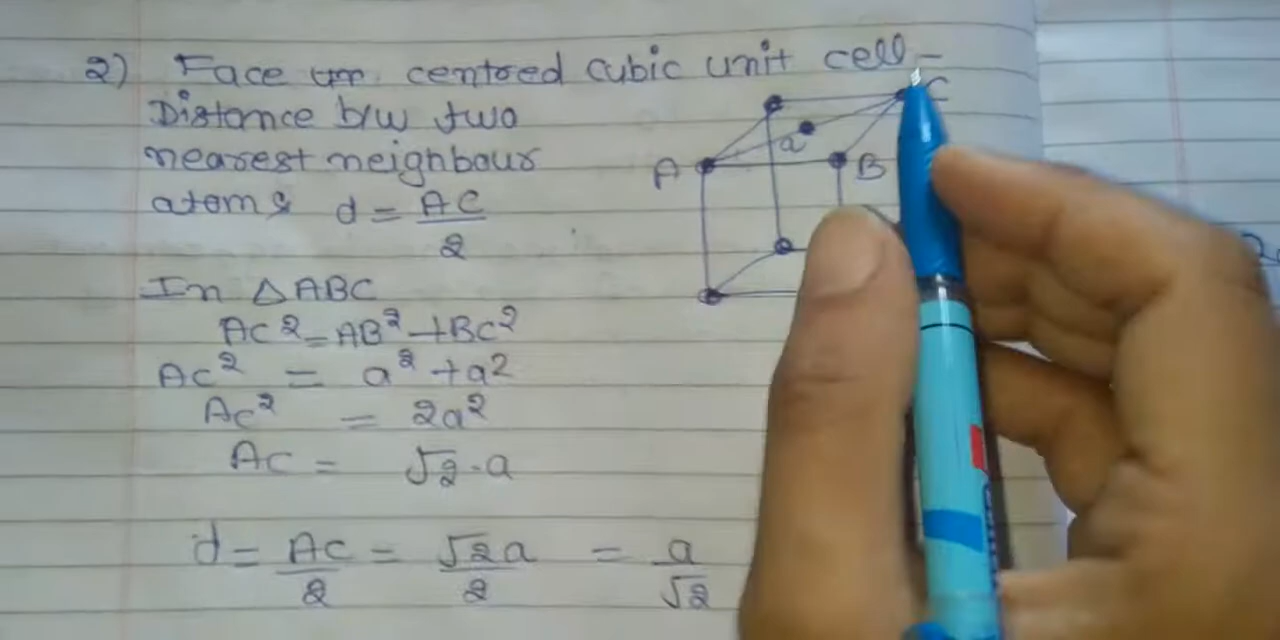 2) Face centred cubic unit cell -
Distance b/w two
nearest neighbour
atoms d = AC/2
In △ABC
AC² = AB² + BC²
AC² = a² + a²
AC² = 2a²
AC = √2·a
d = AC/2 = √2a/2 = a/√2
A
B
C
a